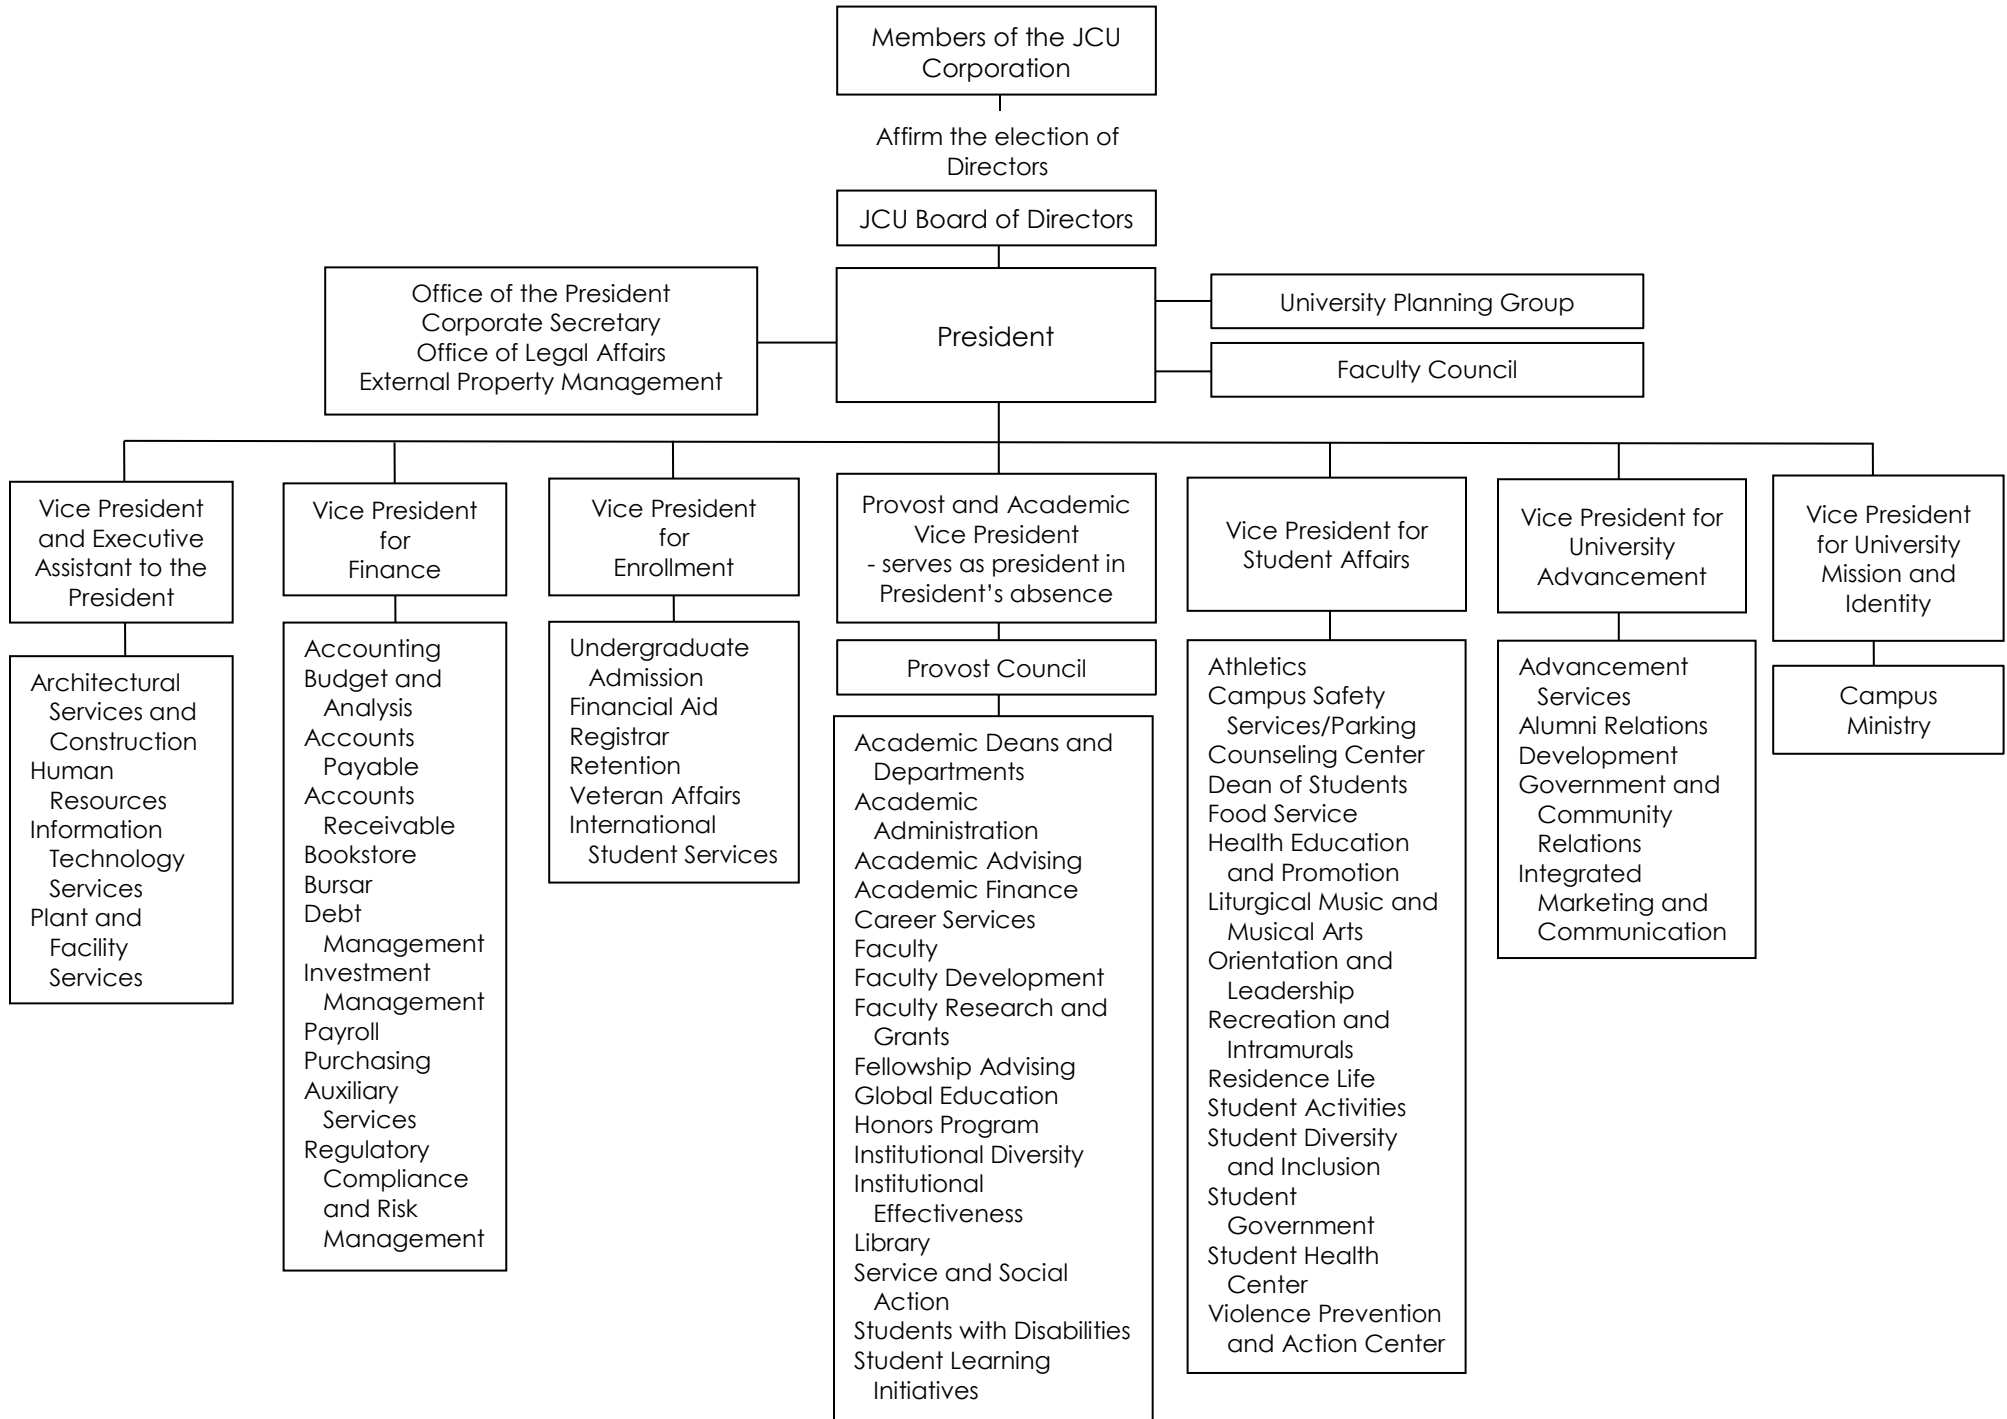 Members of the JCU
Corporation
Affirm the election of
Directors
JCU Board of Directors
Office of the President
Corporate Secretary
Office of Legal Affairs
External Property Management
President
University Planning Group
Faculty Council
Vice President
and Executive
Assistant to the
President
Architectural
Services and
Construction
Human
Resources
Information
Technology
Services
Plant and
Facility
Services
Vice President
for
Finance
Accounting
Budget and
Analysis
Accounts
Payable
Accounts
Receivable
Bookstore
Bursar
Debt
Management
Investment
Management
Payroll
Purchasing
Auxiliary
Services
Regulatory
Compliance
and Risk
Management
Vice President
for
Enrollment
Undergraduate
Admission
Financial Aid
Registrar
Retention
Veteran Affairs
International
Student Services
Provost and Academic
Vice President
- serves as president in
President’s absence
Provost Council
Academic Deans and
Departments
Academic
Administration
Academic Advising
Academic Finance
Career Services
Faculty
Faculty Development
Faculty Research and
Grants
Fellowship Advising
Global Education
Honors Program
Institutional Diversity
Institutional
Effectiveness
Library
Service and Social
Action
Students with Disabilities
Student Learning
Initiatives
Vice President for
Student Affairs
Athletics
Campus Safety
Services/Parking
Counseling Center
Dean of Students
Food Service
Health Education
and Promotion
Liturgical Music and
Musical Arts
Orientation and
Leadership
Recreation and
Intramurals
Residence Life
Student Activities
Student Diversity
and Inclusion
Student
Government
Student Health
Center
Violence Prevention
and Action Center
Vice President for
University
Advancement
Advancement
Services
Alumni Relations
Development
Government and
Community
Relations
Integrated
Marketing and
Communication
Vice President
for University
Mission and
Identity
Campus
Ministry